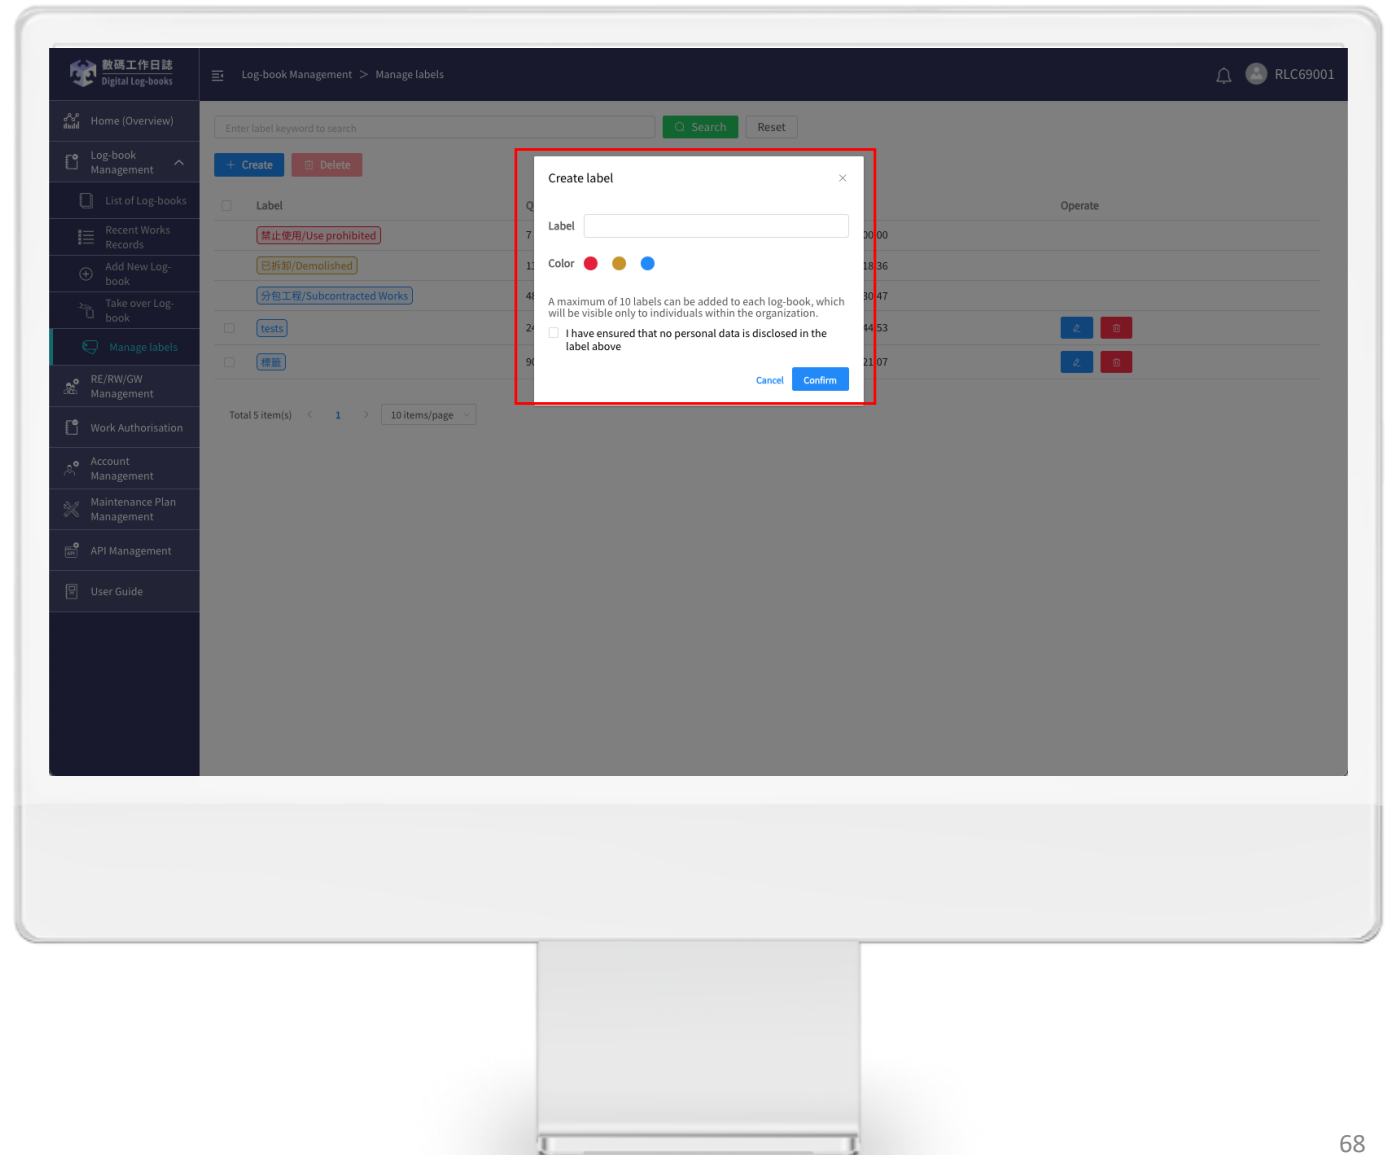 數碼工作日誌
Digital Log-books
Log-book Management > Manage labels
RLC69001
Home (Overview)
Log-book
Management
List of Log-books
Recent Works
Records
Add New Log-
book
Take over Log-
book
Manage labels
RE/RW/GW
Management
Work Authorisation
Account
Management
Maintenance Plan
Management
API Management
User Guide
Enter label keyword to search
Search
Reset
+ Create
Delete
Label
Operate
禁止使用/Use prohibited
已拆卸/Demolished
分包工程/Subcontracted Works
tests
標籤
Total 5 item(s) < 1 > 10 items/page
Create label
Label
Color
A maximum of 10 labels can be added to each log-book, which
will be visible only to individuals within the organization.
I have ensured that no personal data is disclosed in the
label above
Cancel
Confirm
68